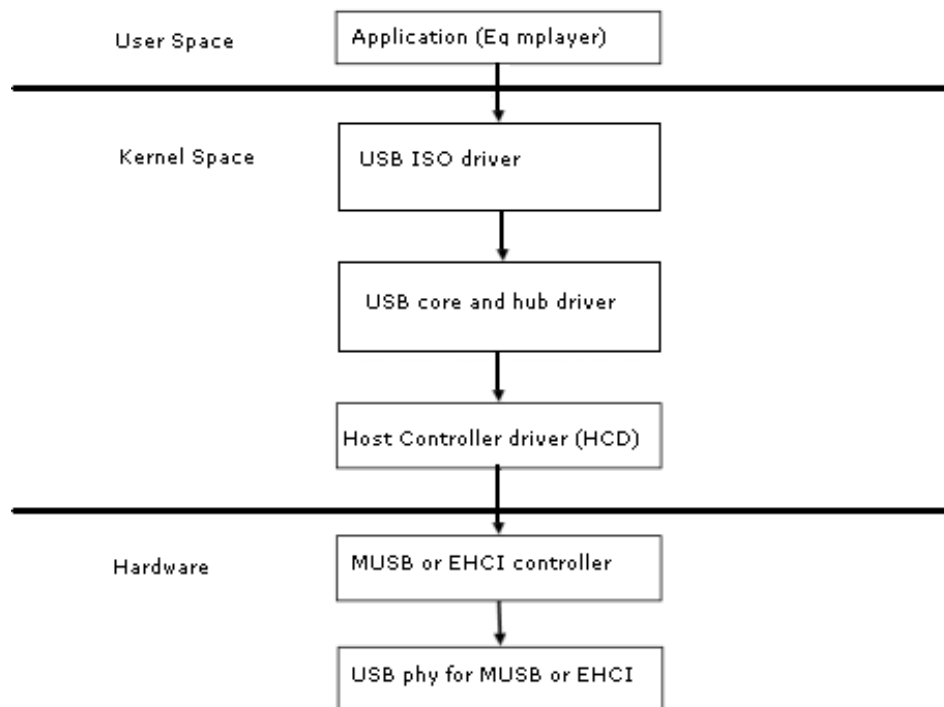 User Space
Application (Eq mplayer)
Kernel Space
USB ISO driver
USB core and hub driver
Host Controller driver (HCD)
Hardware
MUSB or EHCI controller
USB phy for MUSB or EHCI